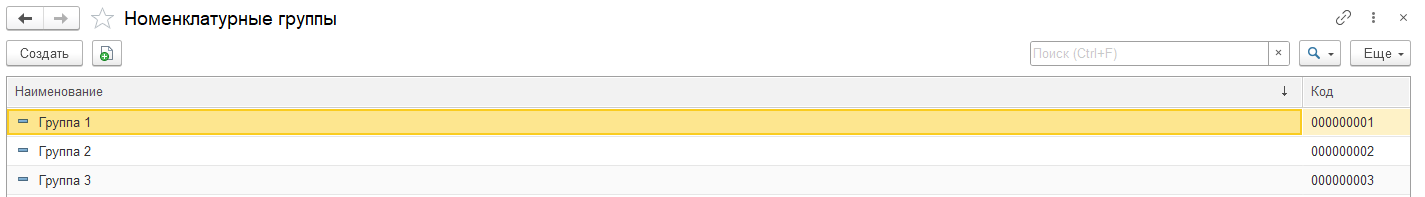 Номенклатурные группы
Создать
Поиск (Ctrl+F)
×
Еще
Наименование ↓ Код
Группа 1 000000001
Группа 2 000000002
Группа 3 000000003